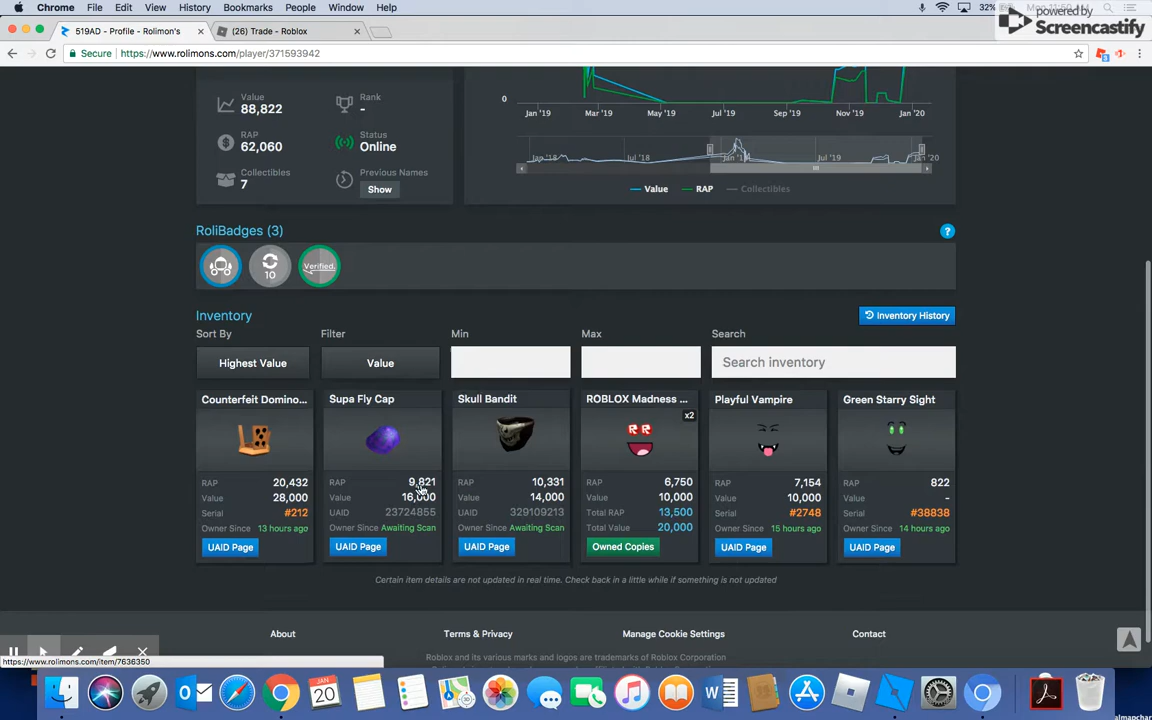 Chrome File Edit View History Bookmarks People Window Help 32%
powered by
Screencastify
519AD - Profile - Rolimon's
(26) Trade - Roblox
Secure https://www.rolimons.com/player/371593942
Value
88,822
Rank
-
RAP
62,060
Status
Online
Collectibles
7
Previous Names
Show
0
Jan '19 Mar '19 May '19 Jul '19 Sep '19 Nov '19 Jan '20
Jan '18 Jul '18 Jul '19
Value RAP Collectibles
RoliBadges (3)
?
10
Verified.
Inventory
Inventory History
Sort By Filter Min Max Search
Highest Value Value Search inventory
Counterfeit Domino...
RAP 20,432
Value 28,000
Serial #212
Owner Since 13 hours ago
UAID Page
Supa Fly Cap
RAP 9,821
Value 16,000
UAID 23724855
Owner Since Awaiting Scan
UAID Page
Skull Bandit
RAP 10,331
Value 14,000
UAID 329109213
Owner Since Awaiting Scan
UAID Page
ROBLOX Madness ...
x2
RAP 6,750
Value 10,000
Total RAP 13,500
Total Value 20,000
Owned Copies
Playful Vampire
RAP 7,154
Value 10,000
Serial #2748
Owner Since 15 hours ago
UAID Page
Green Starry Sight
RAP 822
Value -
Serial #38838
Owner Since 14 hours ago
UAID Page
Certain item details are not updated in real time. Check back in a little while if something is not updated
About Terms & Privacy Manage Cookie Settings Contact
Roblox and its various marks and logos are trademarks of Roblox Corporation
https://www.rolimons.com/item/7636350
JAN
20